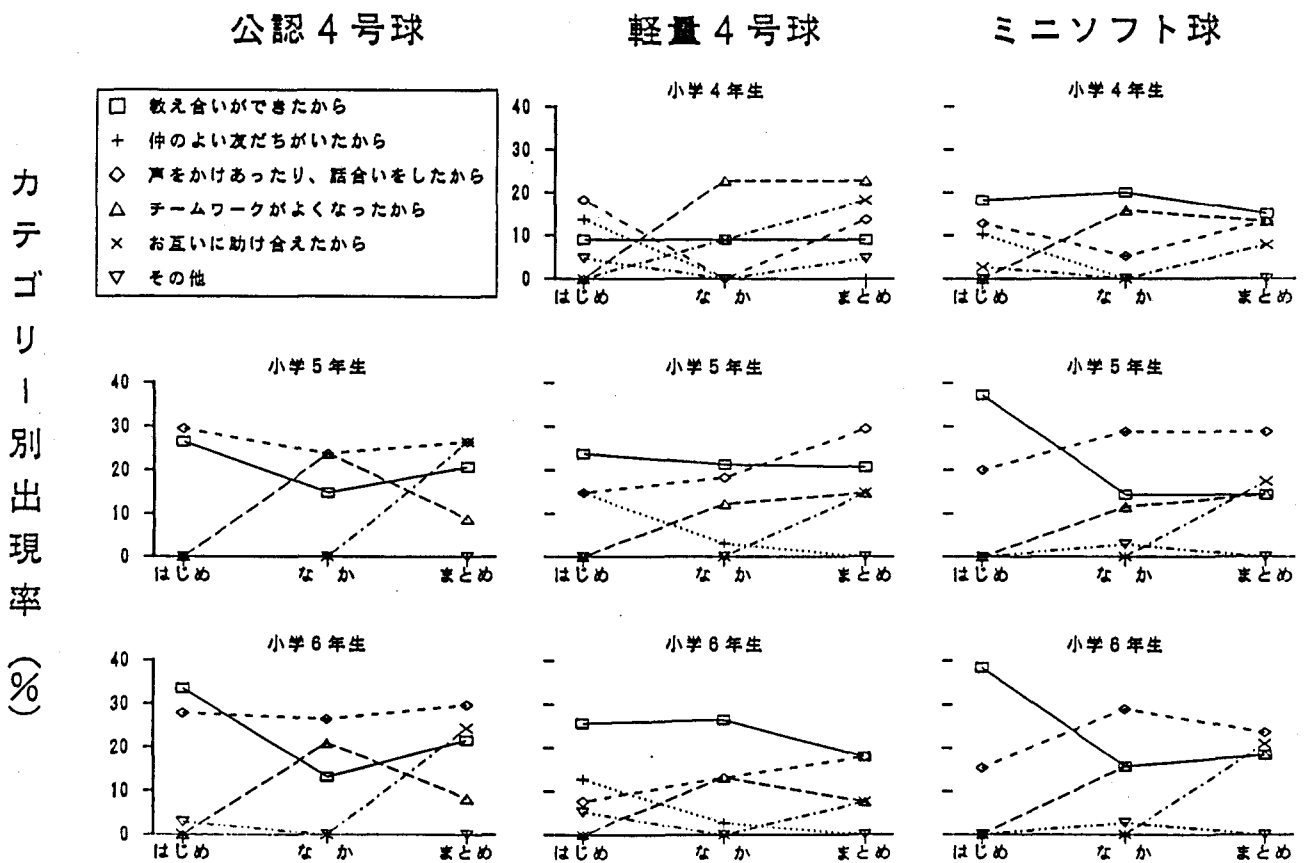 公認4号球
軽量4号球
ミニソフト球
カテゴリー別出現率(%)
□ 教え合いができたから
+ 仲のよい友だちがいたから
◇ 声をかけあったり、話合いをしたから
△ チームワークがよくなったから
× お互いに助け合えたから
▽ その他
小学4年生
40
30
20
10
0
はじめ なか まとめ
小学4年生
はじめ なか まとめ
小学5年生
40
30
20
10
0
はじめ なか まとめ
小学5年生
はじめ なか まとめ
小学5年生
はじめ なか まとめ
小学6年生
40
30
20
10
0
はじめ なか まとめ
小学6年生
はじめ なか まとめ
小学6年生
はじめ なか まとめ